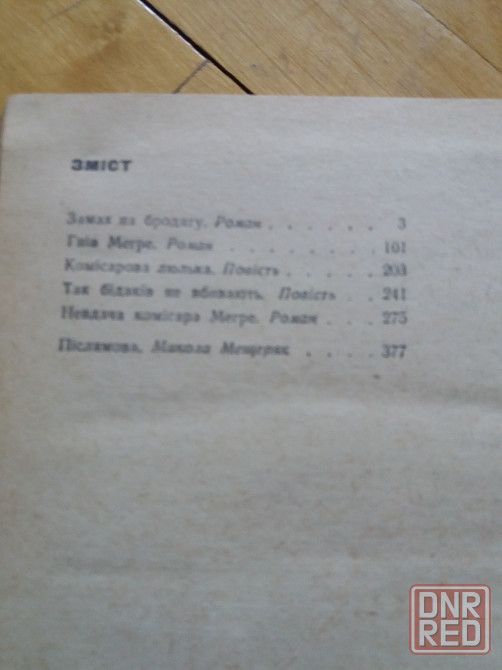 ЗМІСТ
Замах на бродягу. Роман . . . . . . 3
Гнів Мегре. Роман . . . . . . . . 101
Комісарова люлька. Повість . . . . . 203
Так бідаків не вбивають. Повість . . 241
Невдача комісара Мегре. Роман . . . 275
Післямова. Микола Мещеряк . . . . 377
DNR
RED